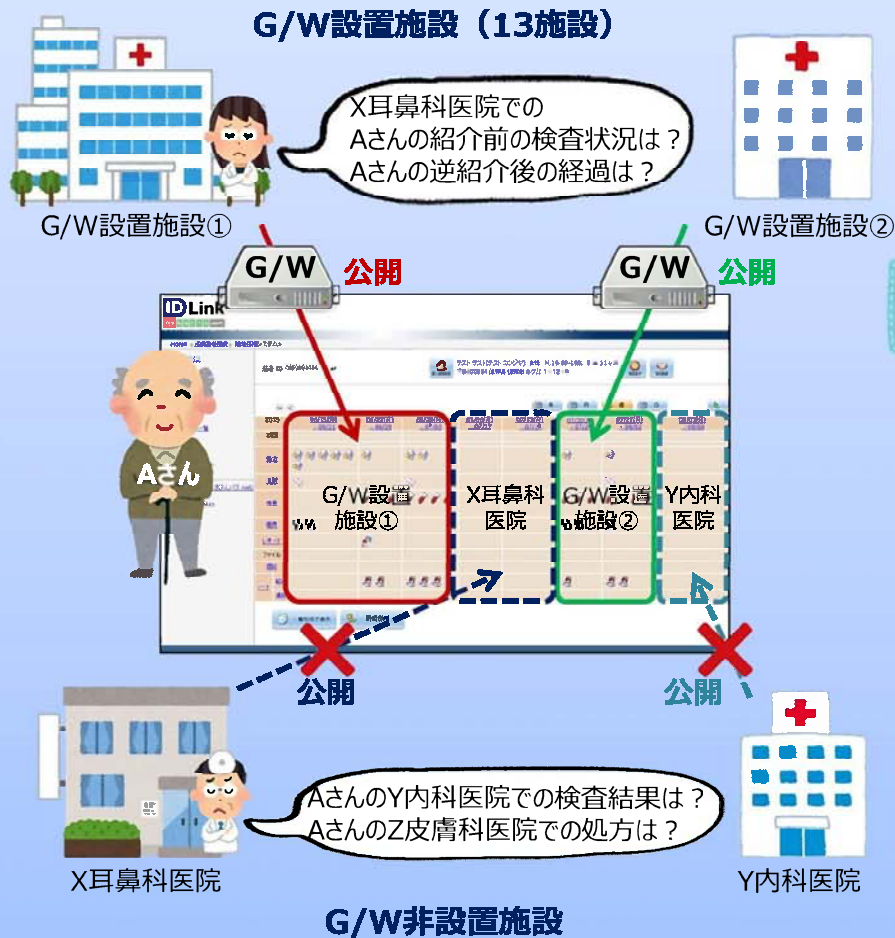 G/W設置施設（13施設）
X耳鼻科医院での
Aさんの紹介前の検査状況は？
Aさんの逆紹介後の経過は？
G/W設置施設①
G/W設置施設②
G/W
公開
G/W
公開
IDLink
Aさん
G/W設置
施設①
X耳鼻科
医院
G/W設置
施設②
Y内科
医院
公開
公開
AさんのY内科医院での検査結果は？
AさんのZ皮膚科医院での処方は？
X耳鼻科医院
Y内科医院
G/W非設置施設